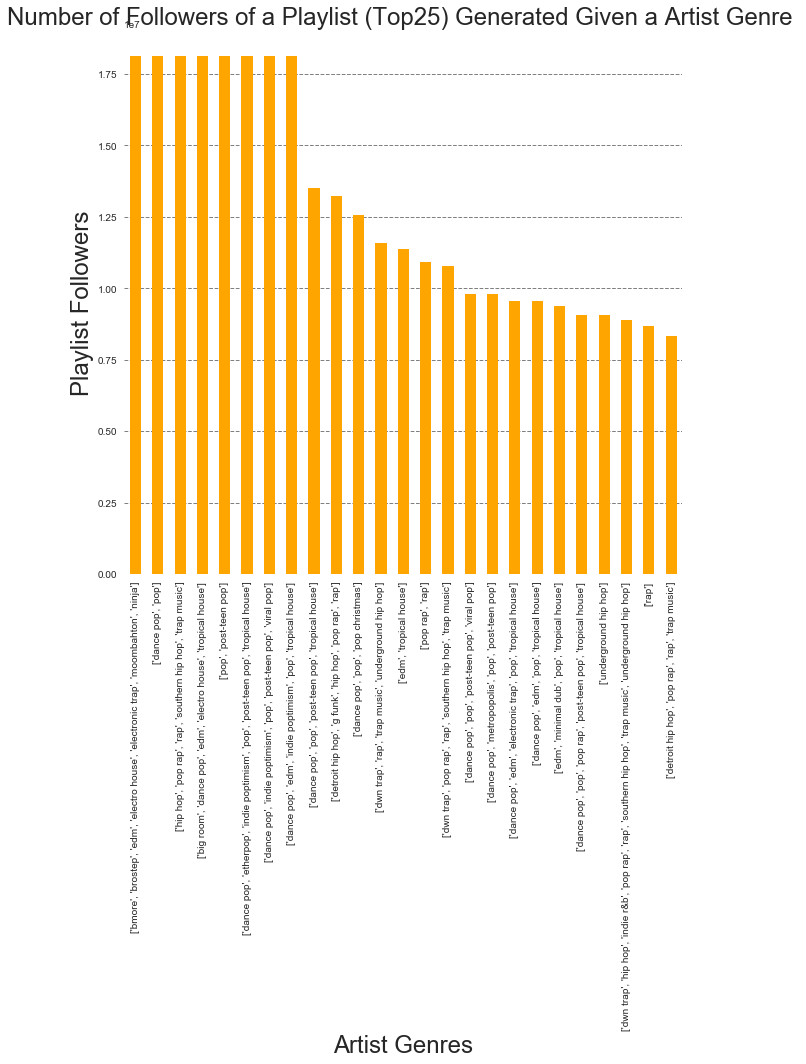 Number of Followers of a Playlist (Top25) Generated Given a Artist Genre
1e7
1.75
1.50
1.25
1.00
0.75
0.50
0.25
0.00
Playlist Followers
['bmore', 'brostep', 'edm', 'electro house', 'electronic trap', 'moombahton', 'ninja']
['dance pop', 'pop']
['hip hop', 'pop rap', 'rap', 'southern hip hop', 'trap music']
['big room', 'dance pop', 'edm', 'electro house', 'tropical house']
['pop', 'post-teen pop']
['dance pop', 'etherpop', 'indie poptimism', 'pop', 'post-teen pop', 'tropical house']
['dance pop', 'indie poptimism', 'pop', 'post-teen pop', 'viral pop']
['dance pop', 'edm', 'indie poptimism', 'pop', 'tropical house']
['dance pop', 'pop', 'post-teen pop', 'tropical house']
['detroit hip hop', 'g funk', 'hip hop', 'pop rap', 'rap']
['dance pop', 'pop', 'pop christmas']
['dwn trap', 'rap', 'trap music', 'underground hip hop']
['edm', 'tropical house']
['pop rap', 'rap']
['dwn trap', 'pop rap', 'rap', 'southern hip hop', 'trap music']
['dance pop', 'pop', 'post-teen pop', 'viral pop']
['dance pop', 'metropopolis', 'pop', 'post-teen pop']
['dance pop', 'edm', 'electronic trap', 'pop', 'tropical house']
['dance pop', 'edm', 'pop', 'tropical house']
['edm', 'minimal dub', 'pop', 'tropical house']
['dance pop', 'pop', 'pop rap', 'post-teen pop', 'tropical house']
['underground hip hop']
['dwn trap', 'hip hop', 'indie r&b', 'pop rap', 'rap', 'southern hip hop', 'trap music', 'underground hip hop']
['rap']
['detroit hip hop', 'pop rap', 'rap', 'trap music']
Artist Genres